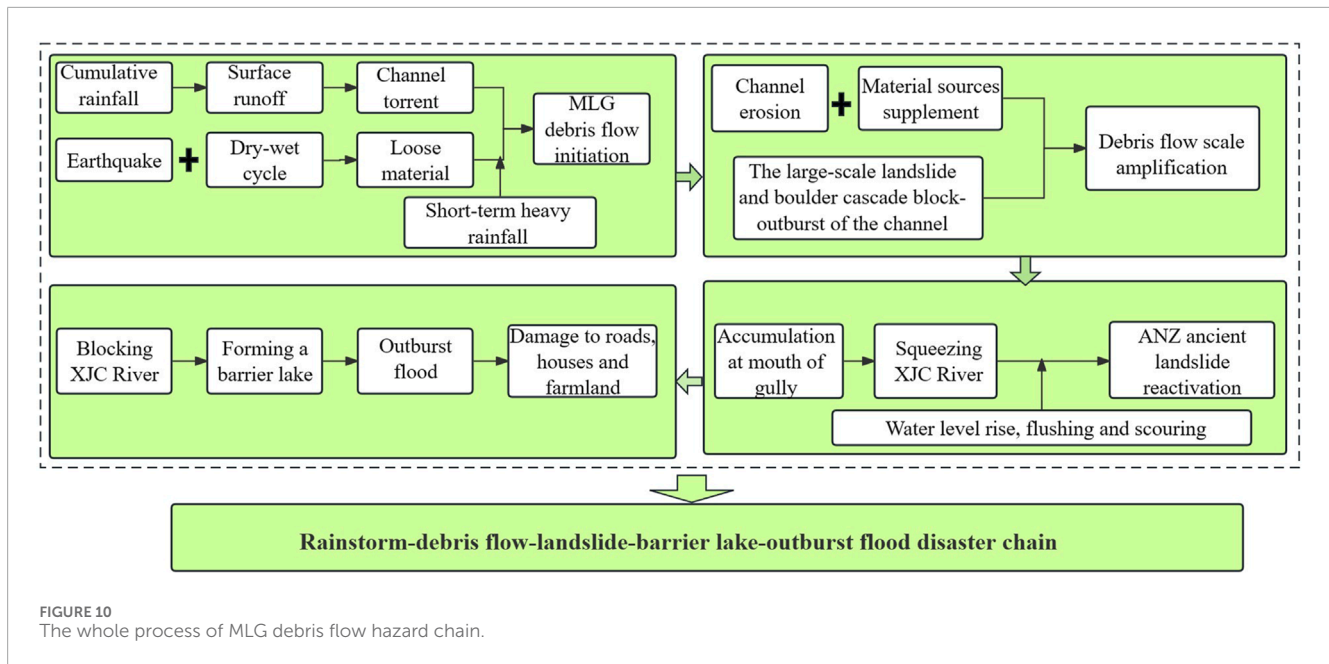 Cumulative
rainfall
Surface
runoff
Channel
torrent
MLG
debris flow
initiation
Earthquake
+
Dry-wet
cycle
Loose
material
Short-term heavy
rainfall
Channel
erosion
+
Material sources
supplement
The large-scale landslide
and boulder cascade block-
outburst of the channel
Debris flow scale
amplification
Blocking
XJC River
Forming a
barrier lake
Outburst
flood
Damage to roads,
houses and
farmland
Accumulation
at mouth of
gully
Squeezing
XJC River
ANZ ancient
landslide
reactivation
Water level rise, flushing and scouring
Rainstorm-debris flow-landslide-barrier lake-outburst flood disaster chain
FIGURE 10
The whole process of MLG debris flow hazard chain.